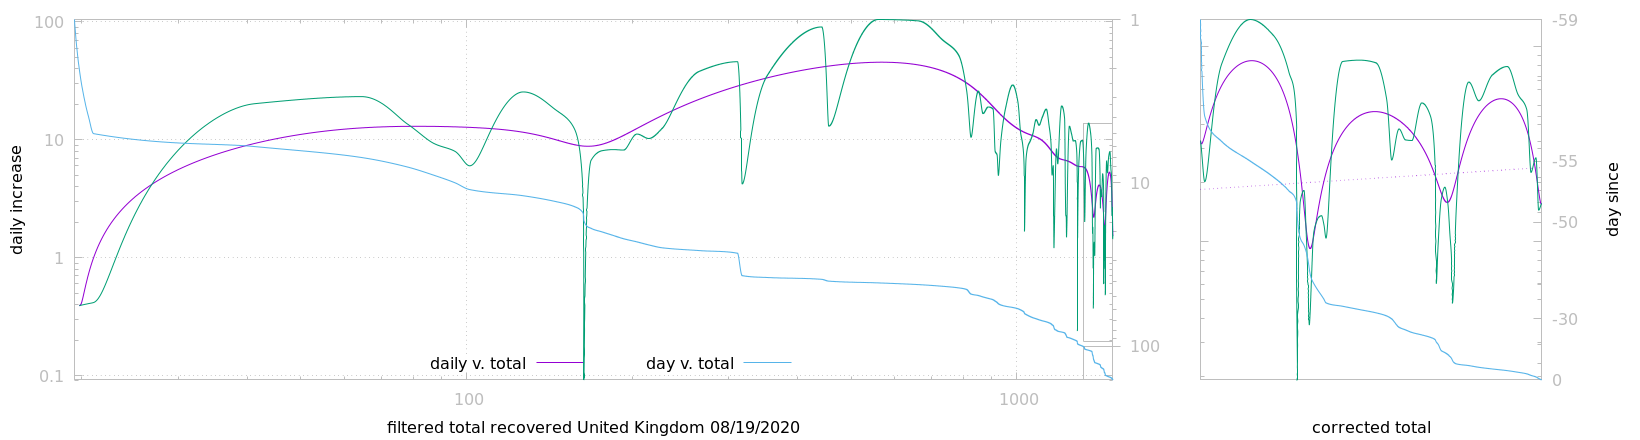 100
10
1
0.1
daily increase
daily v. total
day v. total
100
1000
filtered total recovered United Kingdom 08/19/2020
1
10
100
-59
-55
-50
-30
0
day since
corrected total